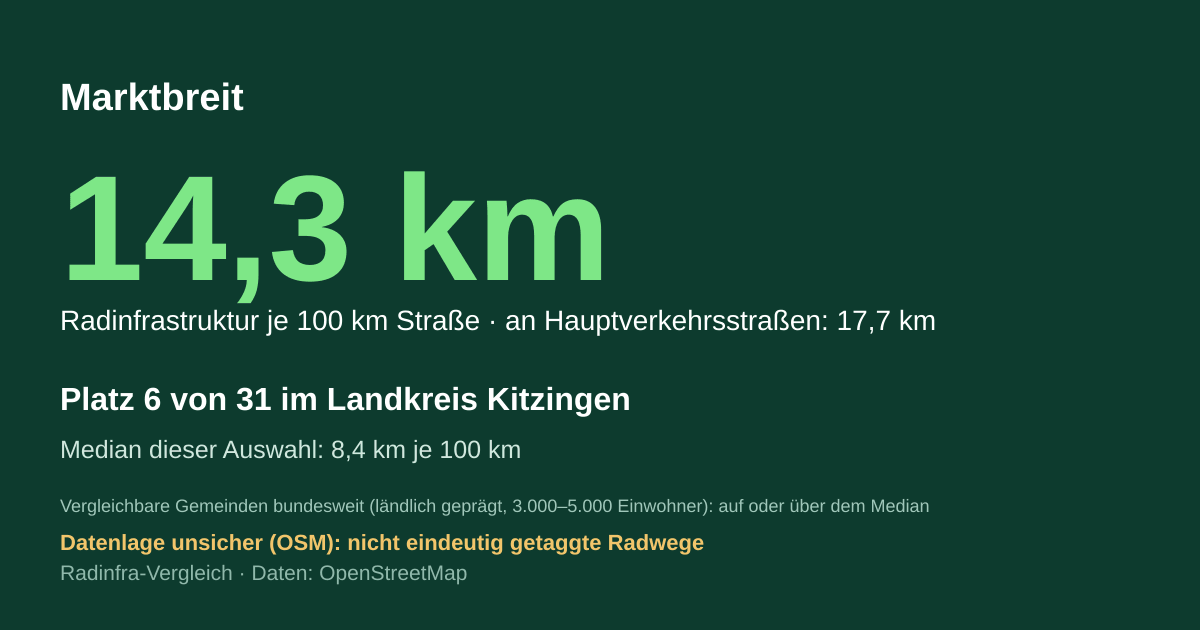 Marktbreit
14,3 km
Radinfrastruktur je 100 km Straße · an Hauptverkehrsstraßen: 17,7 km
Platz 6 von 31 im Landkreis Kitzingen
Median dieser Auswahl: 8,4 km je 100 km
Vergleichbare Gemeinden bundesweit (ländlich geprägt, 3.000–5.000 Einwohner): auf oder über dem Median
Datenlage unsicher (OSM): nicht eindeutig getaggte Radwege
Radinfra-Vergleich · Daten: OpenStreetMap